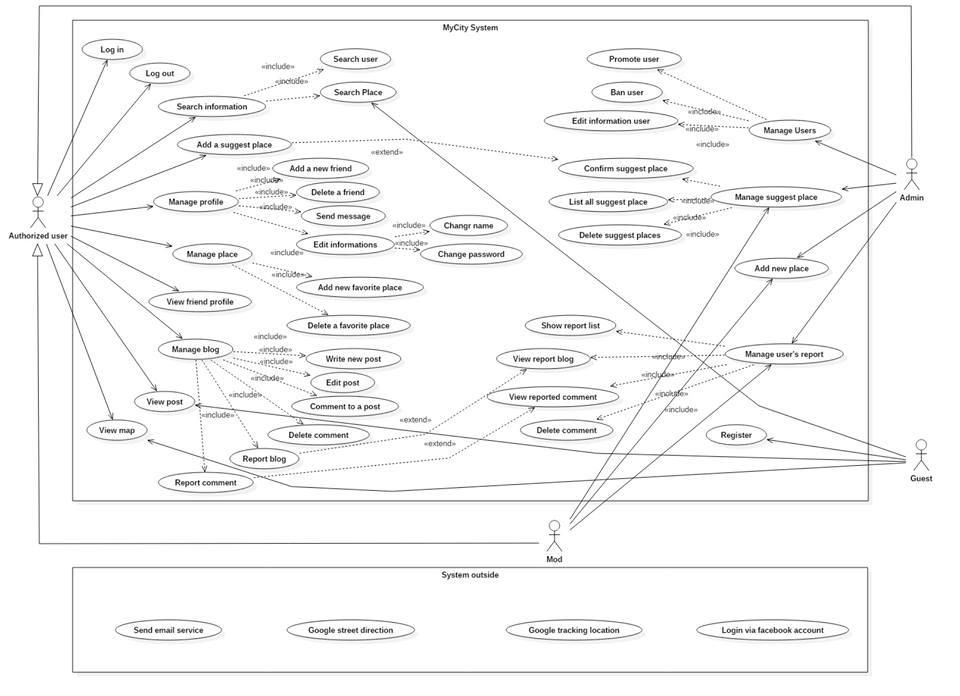 MyCity System
Log in
Log out
Search information
«include»
«include»
Search user
Search Place
Add a suggest place
«extend»
Manage profile
«include»
«include»
«include»
«include»
Add a new friend
Delete a friend
Send message
Edit informations
«include»
«include»
«include»
Changr name
Change password
Manage place
«include»
Add new favorite place
Delete a favorite place
View friend profile
Manage blog
«include»
«include»
«include»
«include»
«include»
«include»
Write new post
Edit post
Comment to a post
Delete comment
Report blog
Report comment
«extend»
«extend»
View post
View map
Authorized user
Promote user
Ban user
Edit information user
«include»
«include»
«include»
Manage Users
Confirm suggest place
List all suggest place
Delete suggest places
«include»
«include»
«include»
Manage suggest place
Add new place
Show report list
View report blog
View reported comment
Delete comment
«include»
«include»
«include»
«include»
Manage user's report
Register
Admin
Guest
Mod
System outside
Send email service
Google street direction
Google tracking location
Login via facebook account